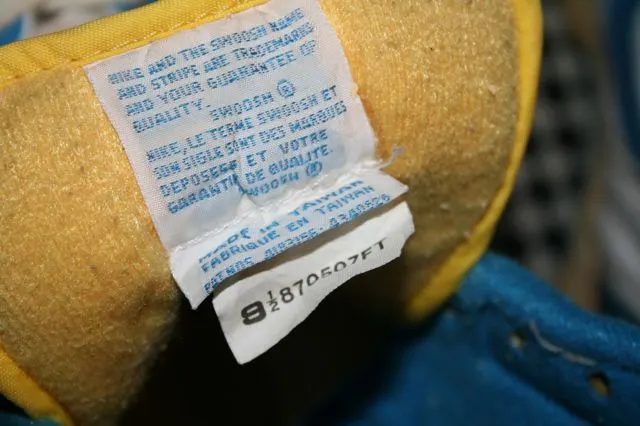 NIKE AND THE SWOOSH NAME
AND STRIPE ARE TRADEMARKS
AND YOUR GUARANTEE OF
QUALITY. SWOOSH ®
NIKE, LE TERME SWOOSH ET
SON SIGLE SONT DES MARQUES
DEPOSEES ET VOTRE
GARANTIE DE QUALITE.
SWOOSH ®
MADE IN TAIWAN
FABRIQUE EN TAIWAN
8½ 870507FT